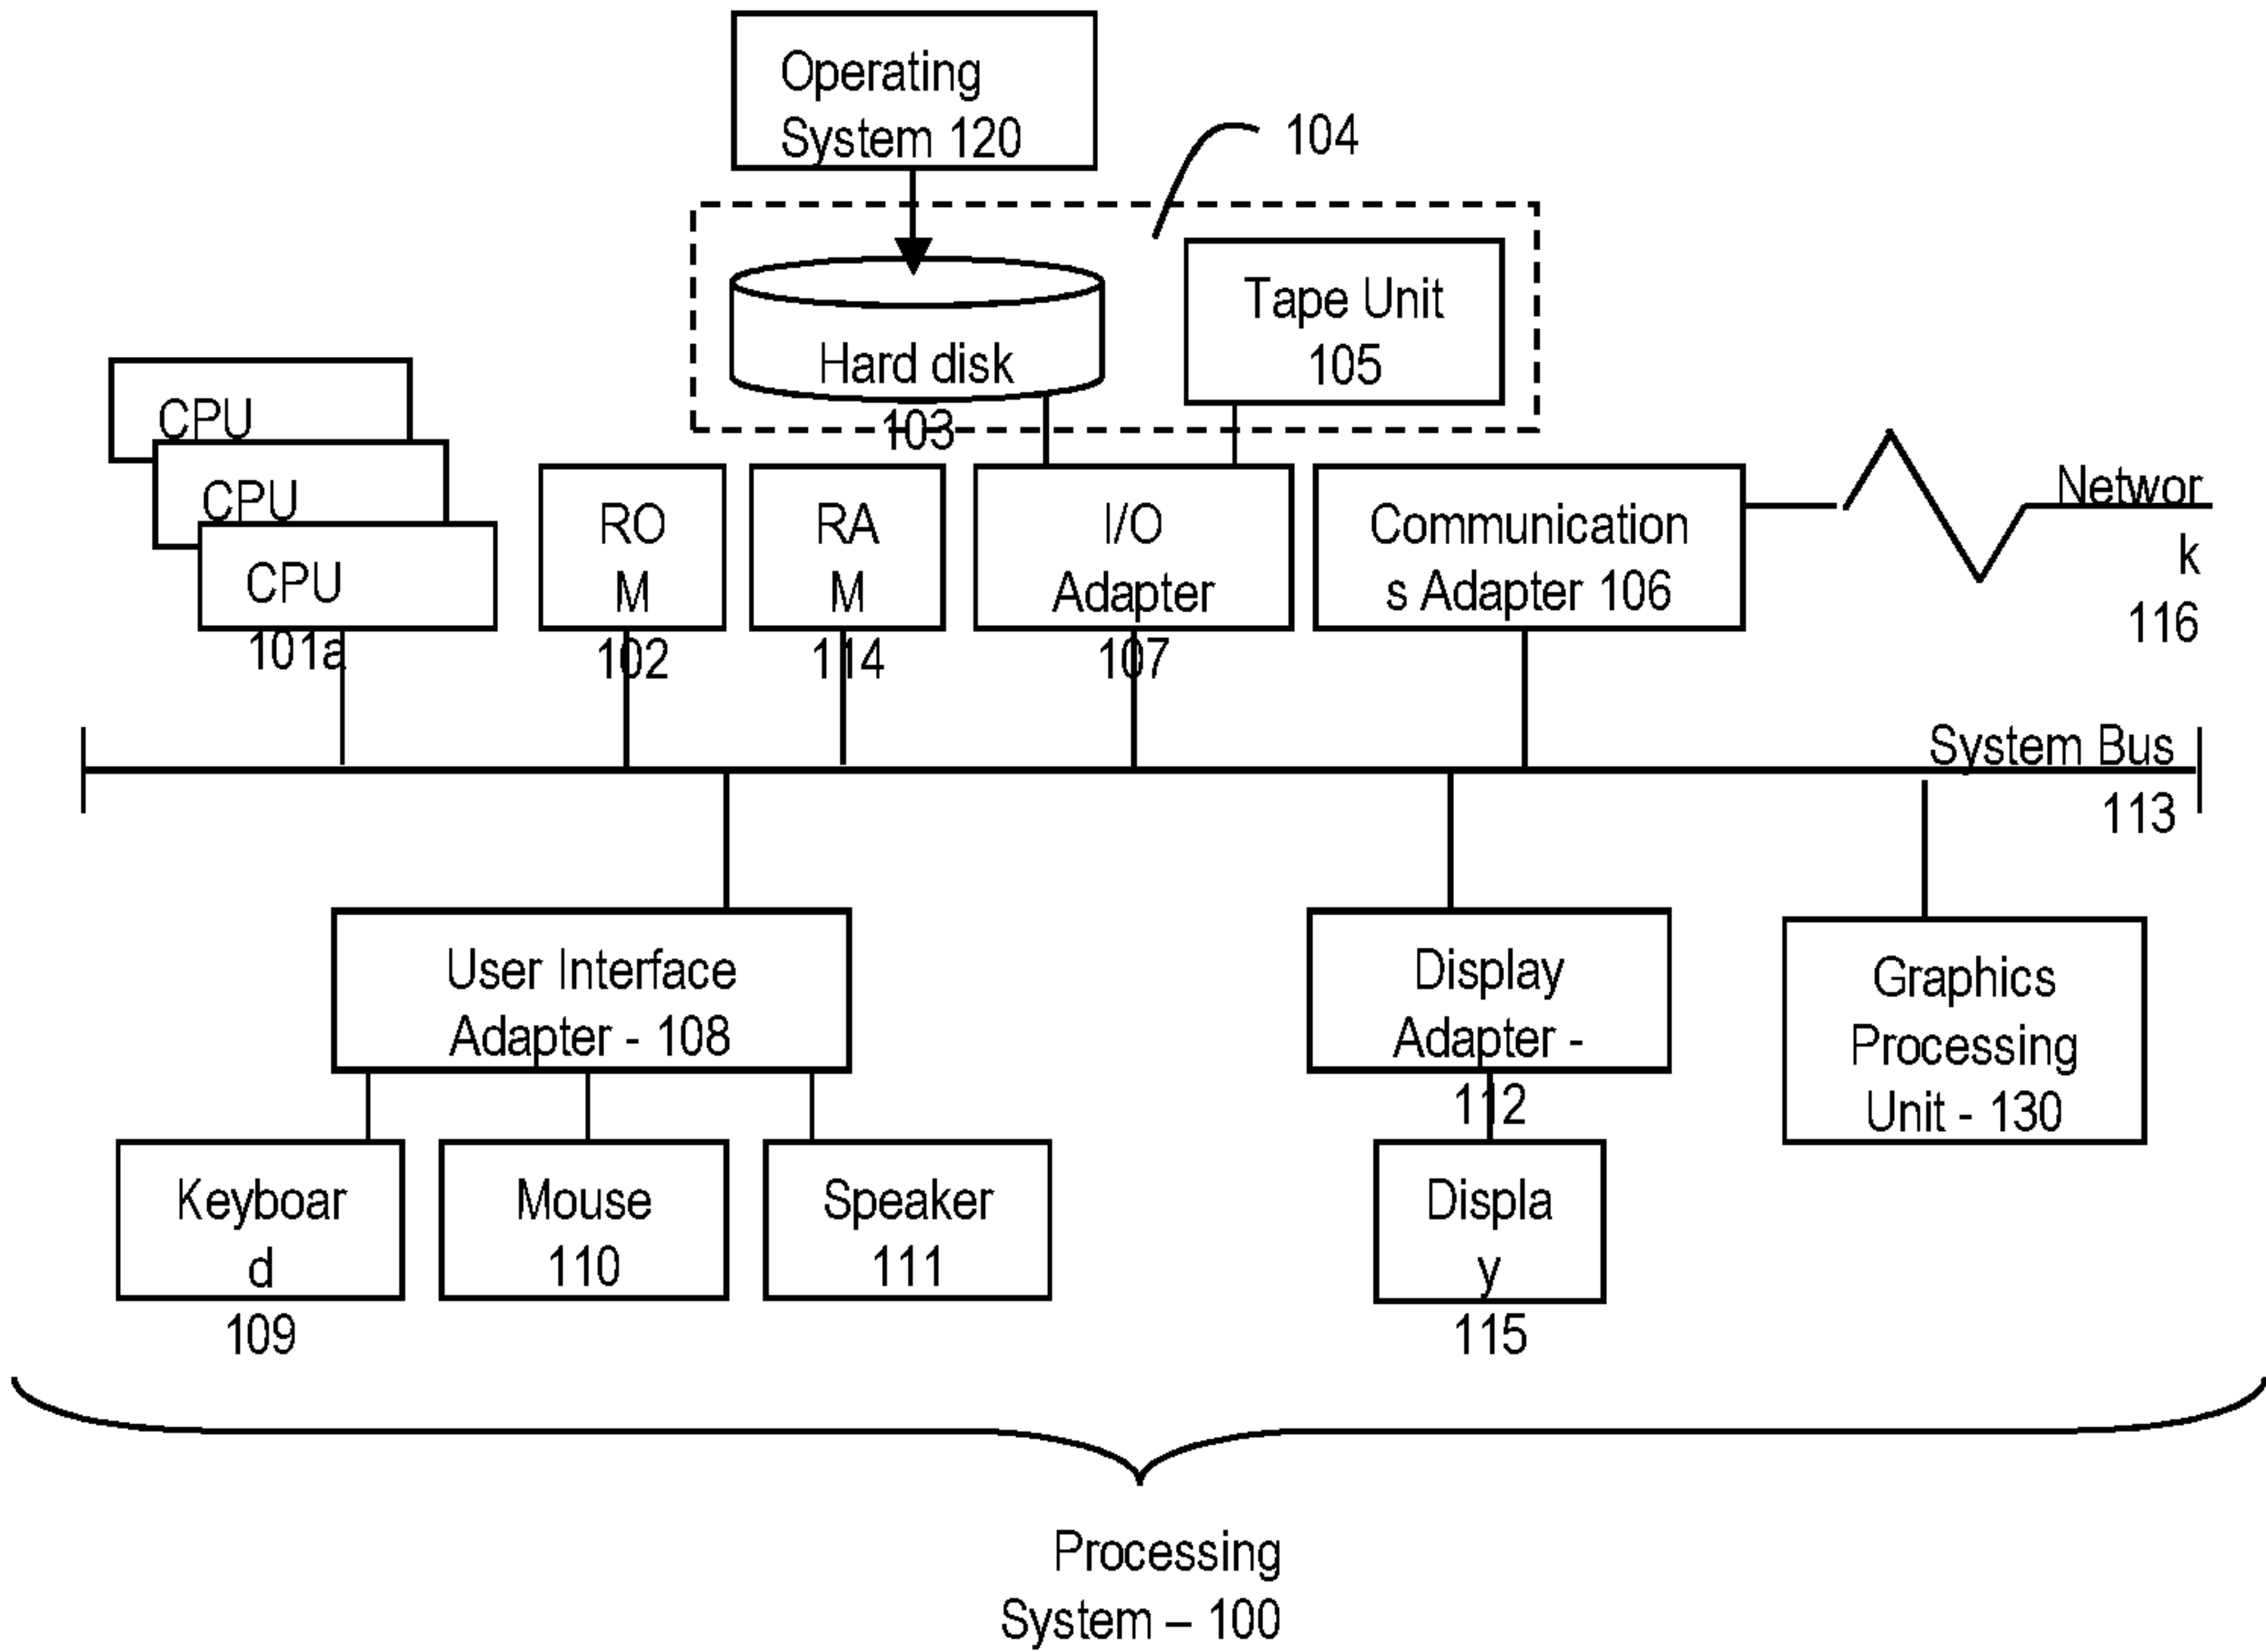 Operating
System 120
104
Hard disk
103
Tape Unit
105
CPU
CPU
CPU
101a
RO
M
102
RA
M
114
I/O
Adapter
107
Communication
s Adapter 106
Networ
k
116
System Bus
113
User Interface
Adapter - 108
Display
Adapter -
112
Graphics
Processing
Unit - 130
Keyboar
d
109
Mouse
110
Speaker
111
Displa
y
115
Processing
System – 100